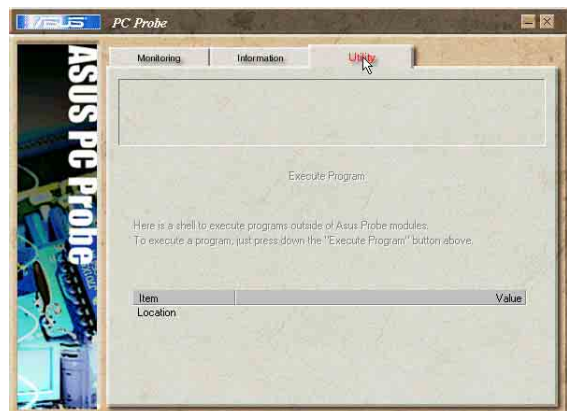 ASUS PC Probe
Monitoring Information Utility
ASUS PC Probe
Execute Program
Here is a shell to execute programs outside of Asus Probe modules.
To execute a program, just press down the "Execute Program" button above.
Item Value
Location